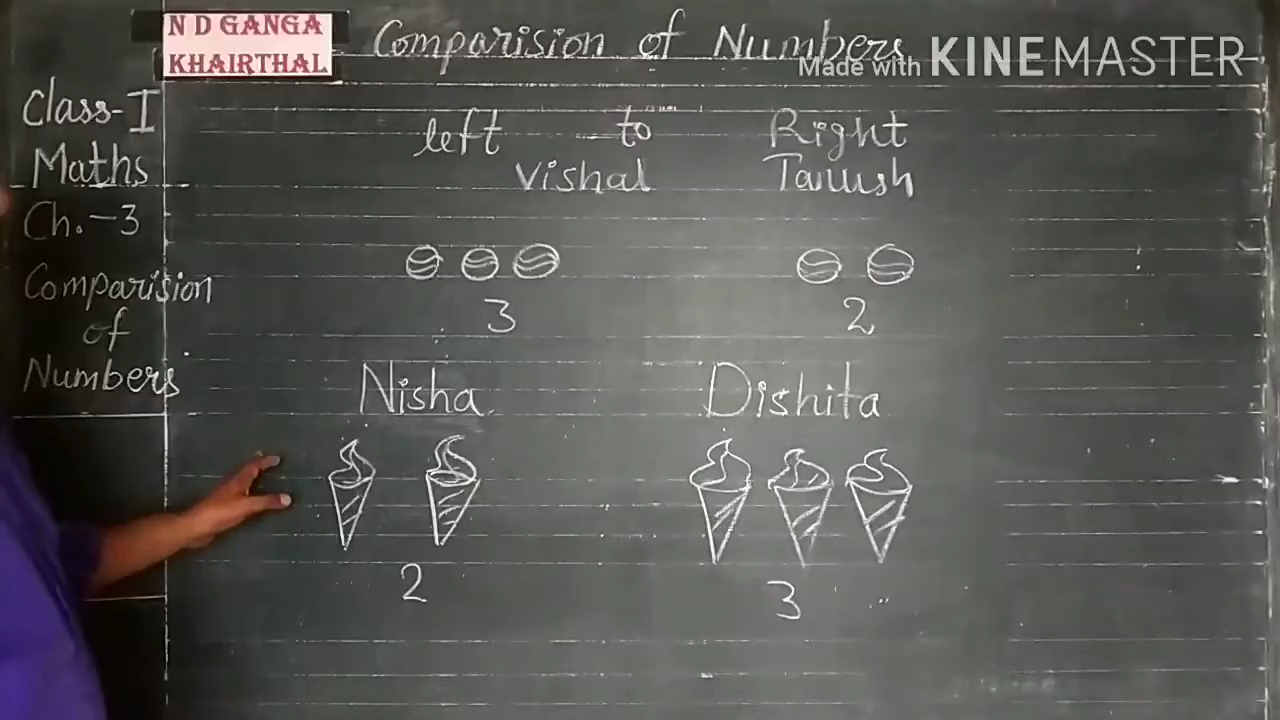 N D GANGA
KHAIRTHAL
Comparision of Numbers
Made with KINEMASTER
Class-I
Maths
Ch.-3
Comparision
of
Numbers
left to Right
Vishal
3
2
Nisha Dishita
2 3